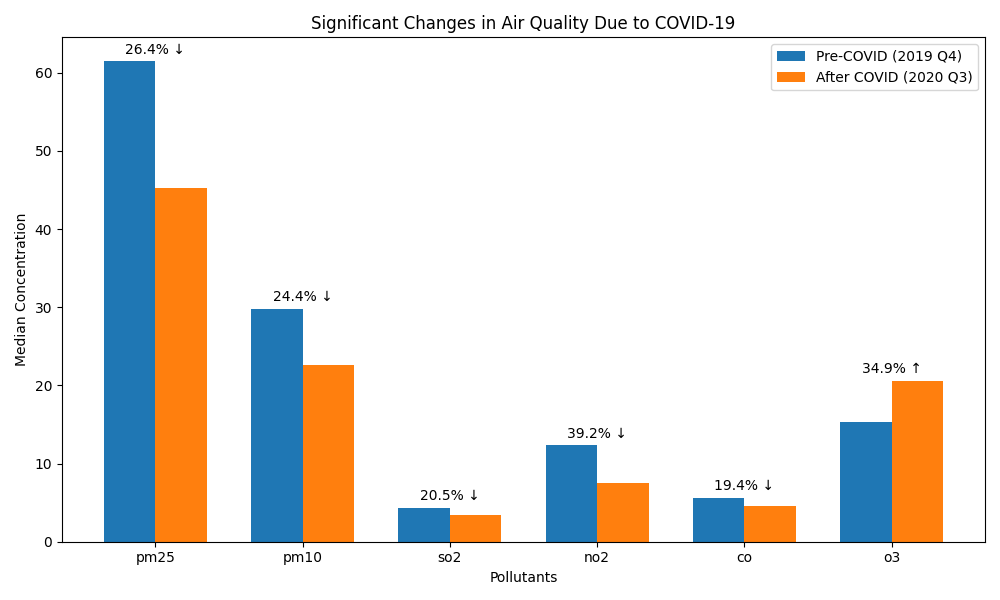 Significant Changes in Air Quality Due to COVID-19
Pre-COVID (2019 Q4)
After COVID (2020 Q3)
26.4% ↓
24.4% ↓
20.5% ↓
39.2% ↓
19.4% ↓
34.9% ↑
Median Concentration
60
50
40
30
20
10
0
pm25
pm10
so2
no2
co
o3
Pollutants